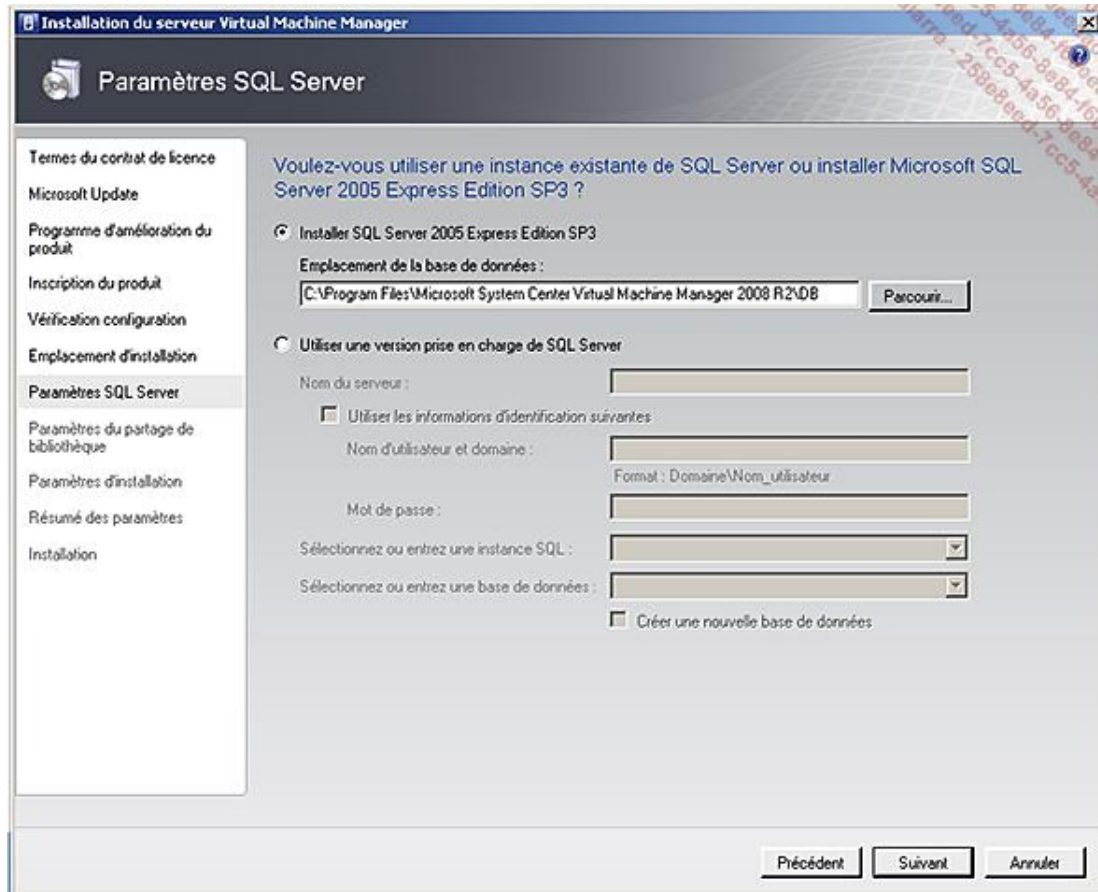 Installation du serveur Virtual Machine Manager
Paramètres SQL Server
Termes du contrat de licence
Microsoft Update
Programme d'amélioration du
produit
Inscription du produit
Vérification configuration
Emplacement d'installation
Paramètres SQL Server
Paramètres du partage de
bibliothèque
Paramètres d'installation
Résumé des paramètres
Installation
Voulez-vous utiliser une instance existante de SQL Server ou installer Microsoft SQL
Server 2005 Express Edition SP3 ?
Installer SQL Server 2005 Express Edition SP3
Emplacement de la base de données :
C:\Program Files\Microsoft System Center Virtual Machine Manager 2008 R2\DB
Parcourir...
Utiliser une version prise en charge de SQL Server
Nom du serveur :
Utiliser les informations d'identification suivantes
Nom d'utilisateur et domaine :
Format : Domaine\Nom_utilisateur
Mot de passe :
Sélectionnez ou entrez une instance SQL :
Sélectionnez ou entrez une base de données :
Créer une nouvelle base de données
Précédent
Suivant
Annuler